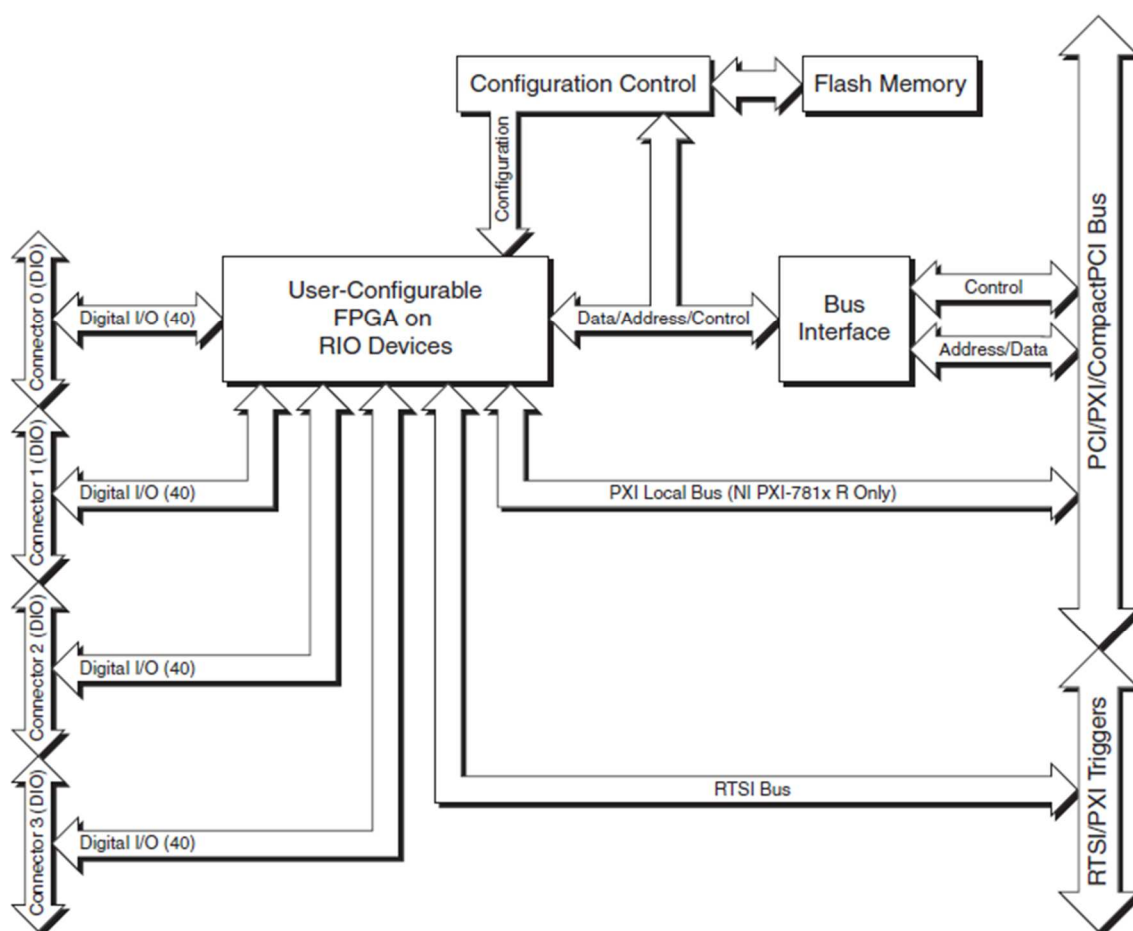 Configuration Control
Flash Memory
Configuration
PCI/PXI/CompactPCI Bus
Connector 0 (DIO)
Digital I/O (40)
User-Configurable
FPGA on
RIO Devices
Data/Address/Control
Bus
Interface
Control
Address/Data
Connector 1 (DIO)
Digital I/O (40)
PXI Local Bus (NI PXI-781x R Only)
Connector 2 (DIO)
Digital I/O (40)
RTSI/PXI Triggers
RTSI Bus
Connector 3 (DIO)
Digital I/O (40)